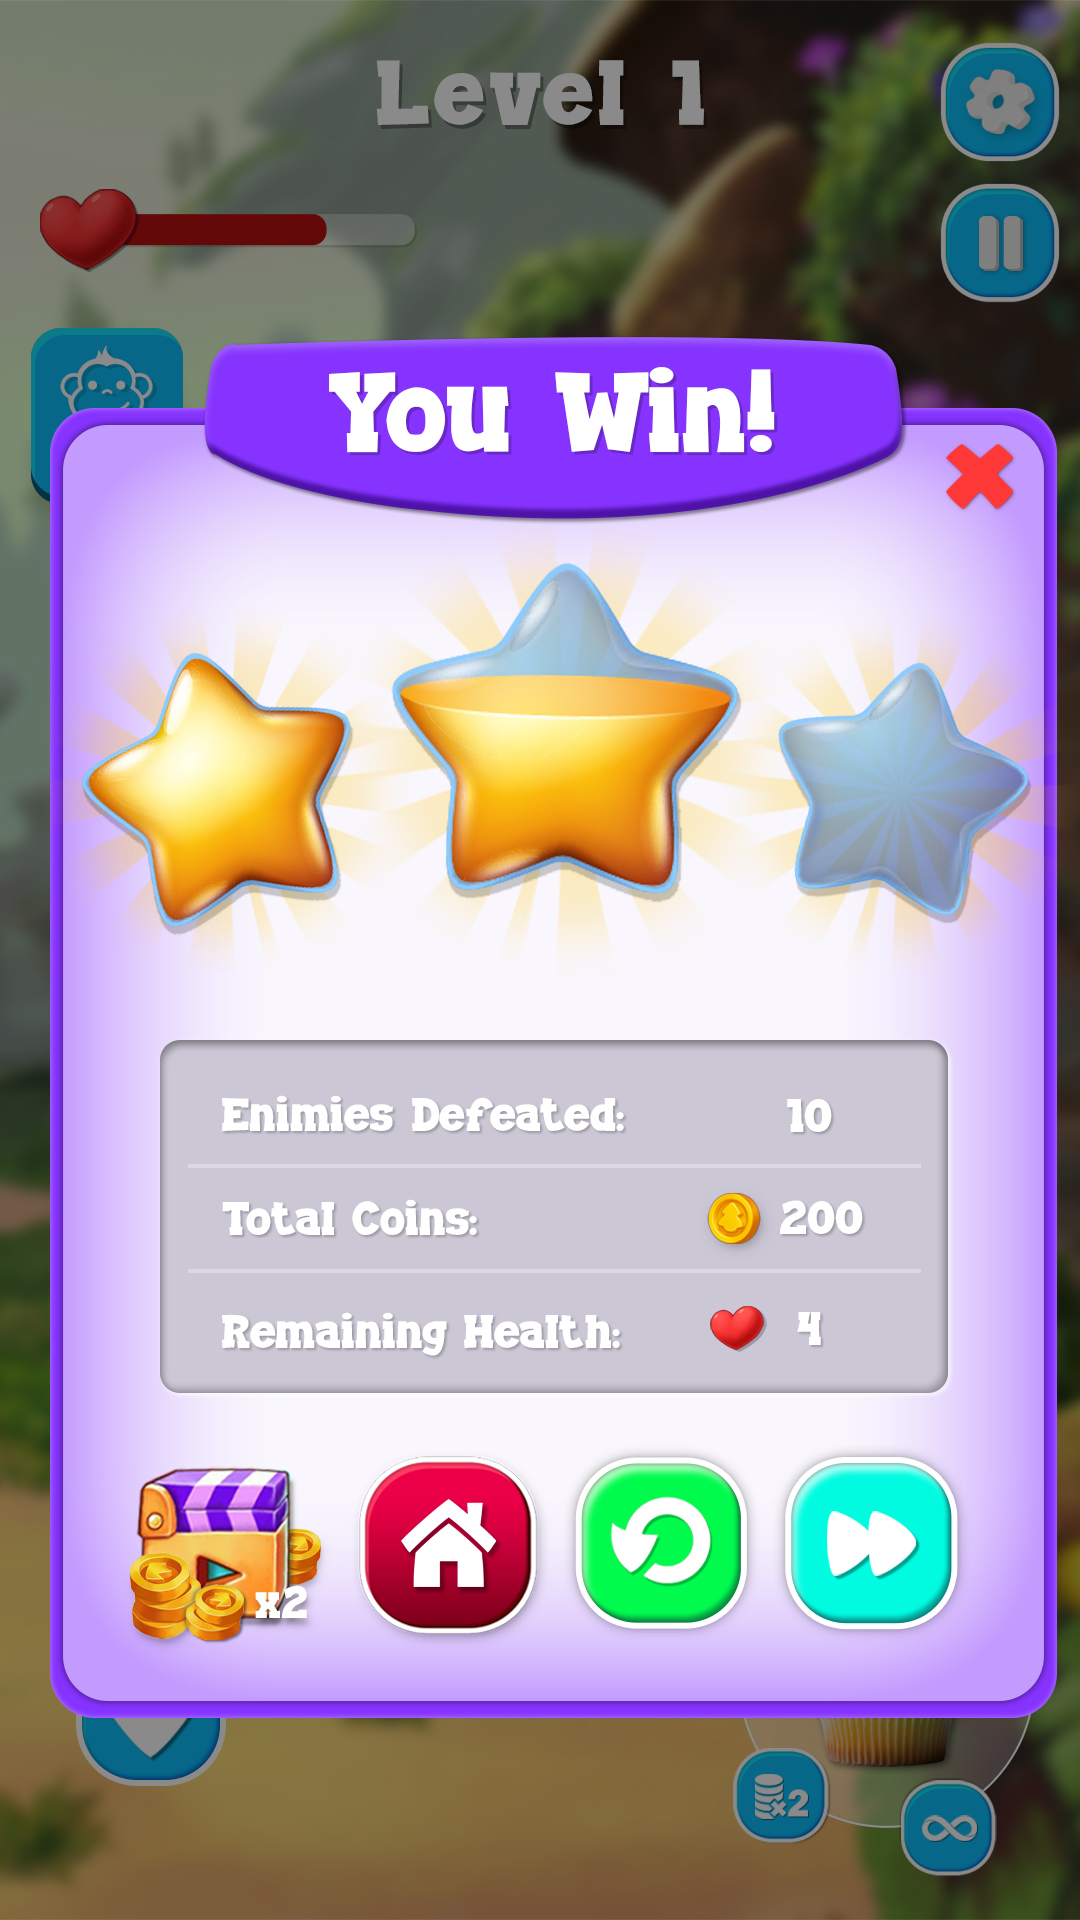 Level 1
You Win!
Enimies Defeated: 10
Total Coins: 200
Remaining Health: 4
x2
x2